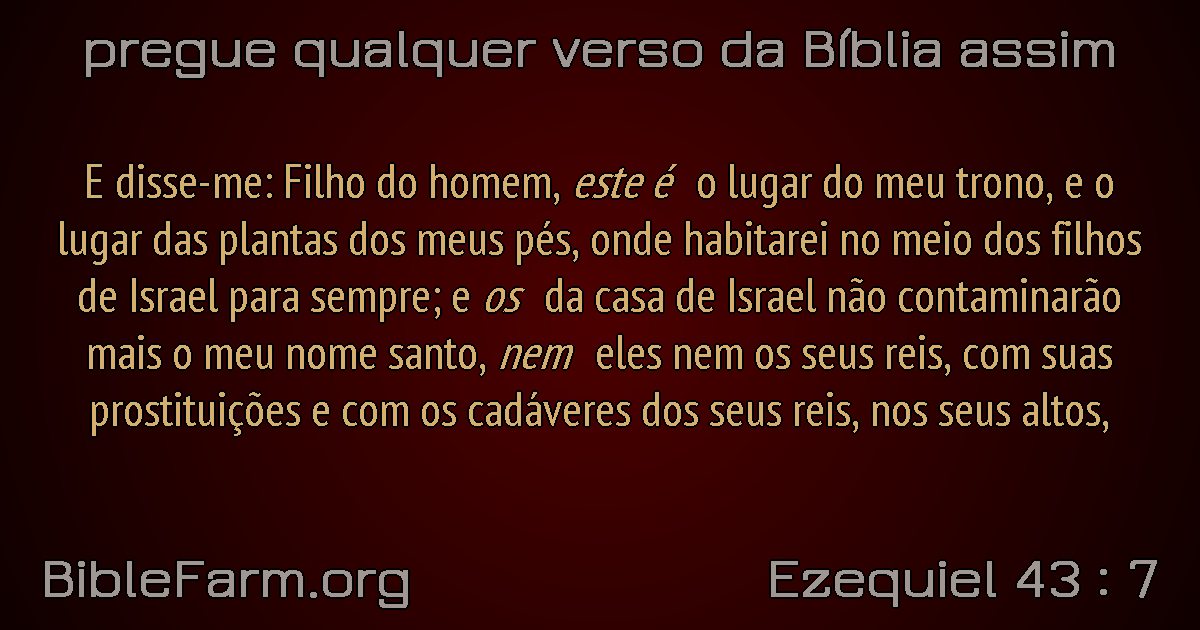 pregue qualquer verso da Bíblia assim
E disse-me: Filho do homem, este é o lugar do meu trono, e o
lugar das plantas dos meus pés, onde habitarei no meio dos filhos
de Israel para sempre; e os da casa de Israel não contaminarão
mais o meu nome santo, nem eles nem os seus reis, com suas
prostituições e com os cadáveres dos seus reis, nos seus altos,
BibleFarm.org
Ezequiel 43 : 7